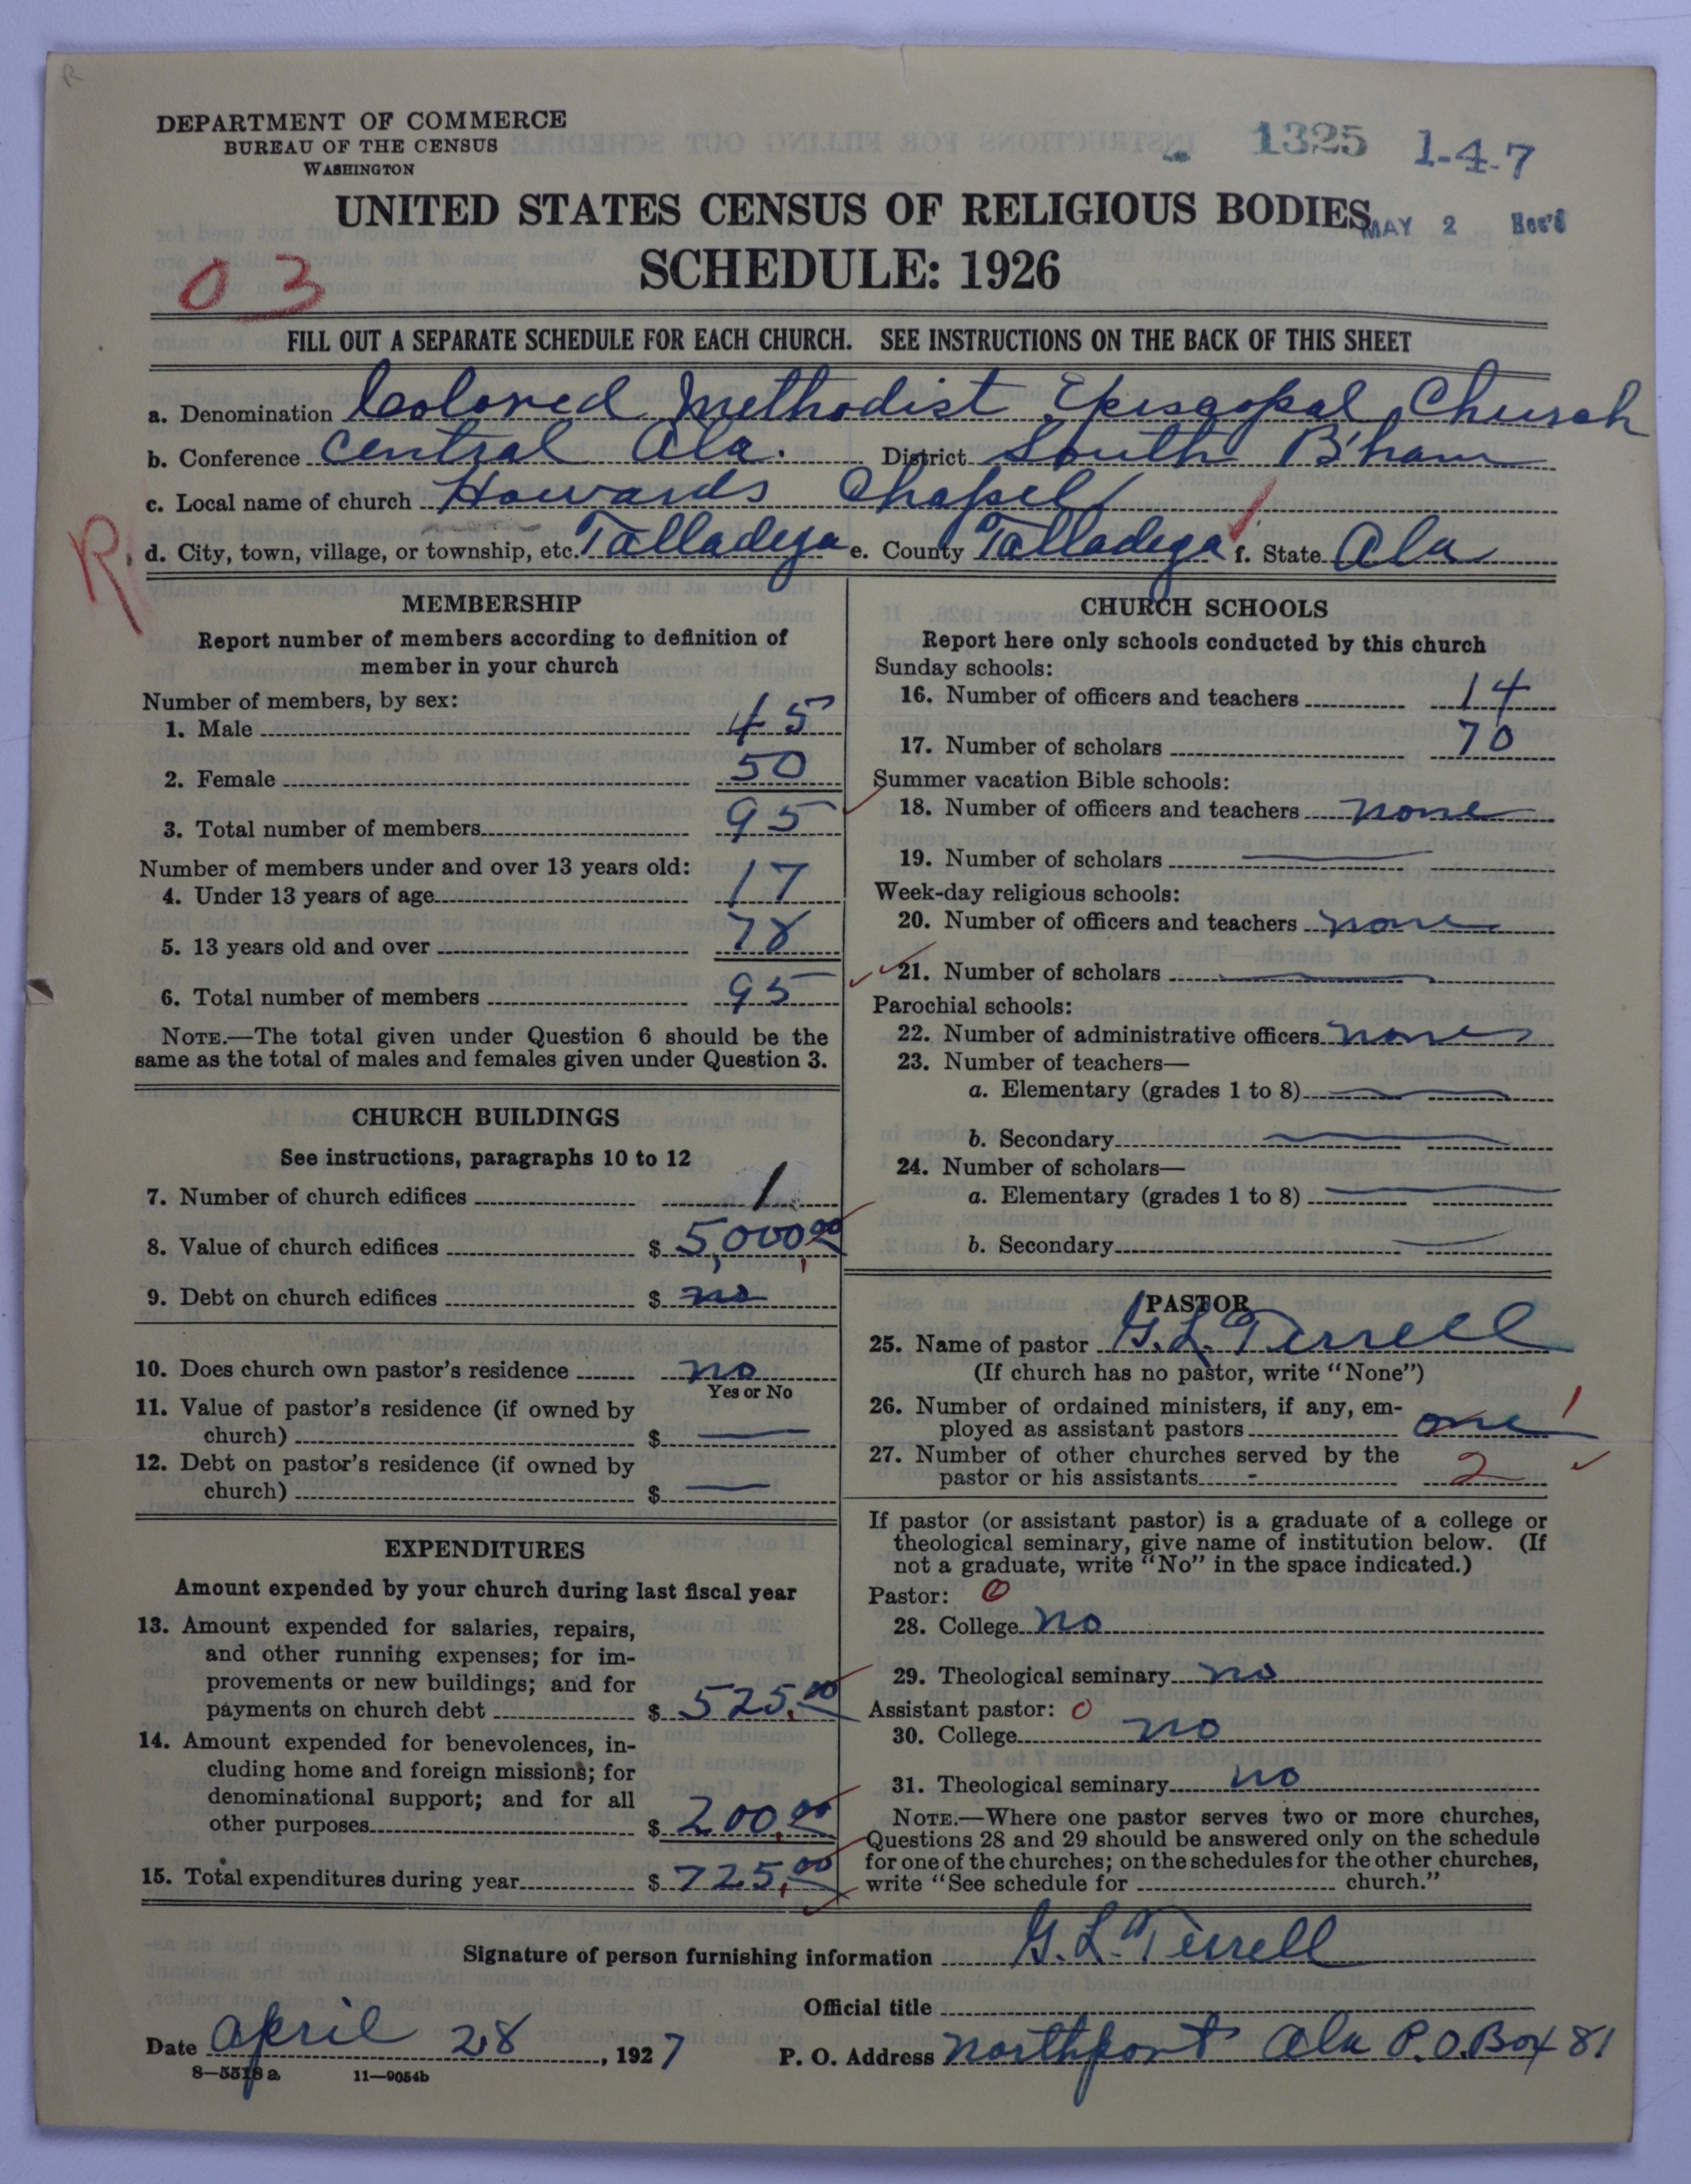 DEPARTMENT OF COMMERCE
BUREAU OF THE CENSUS
WASHINGTON
1325 1-4-7
UNITED STATES CENSUS OF RELIGIOUS BODIES
MAY 2 Rec'd
SCHEDULE: 1926
03
FILL OUT A SEPARATE SCHEDULE FOR EACH CHURCH. SEE INSTRUCTIONS ON THE BACK OF THIS SHEET
a. Denomination Colored Methodist Episcopal Church
b. Conference Central Ala. District South B'ham
c. Local name of church Howards Chapel
R
d. City, town, village, or township, etc. Talladega e. County Talladega f. State Ala
MEMBERSHIP
Report number of members according to definition of
member in your church
Number of members, by sex:
1. Male 45
2. Female 50
3. Total number of members 95
Number of members under and over 13 years old:
4. Under 13 years of age 17
5. 13 years old and over 78
6. Total number of members 95
NOTE.—The total given under Question 6 should be the
same as the total of males and females given under Question 3.
CHURCH BUILDINGS
See instructions, paragraphs 10 to 12
7. Number of church edifices 1
8. Value of church edifices $ 5,000.00
9. Debt on church edifices $ no
10. Does church own pastor's residence no
Yes or No
11. Value of pastor's residence (if owned by
church) $
12. Debt on pastor's residence (if owned by
church) $
EXPENDITURES
Amount expended by your church during last fiscal year
13. Amount expended for salaries, repairs,
and other running expenses; for im-
provements or new buildings; and for
payments on church debt $ 525.00
14. Amount expended for benevolences, in-
cluding home and foreign missions; for
denominational support; and for all
other purposes $ 200.00
15. Total expenditures during year $ 725.00
CHURCH SCHOOLS
Report here only schools conducted by this church
Sunday schools:
16. Number of officers and teachers 14
17. Number of scholars 70
Summer vacation Bible schools:
18. Number of officers and teachers none
19. Number of scholars
Week-day religious schools:
20. Number of officers and teachers none
21. Number of scholars
Parochial schools:
22. Number of administrative officers none
23. Number of teachers—
a. Elementary (grades 1 to 8)
b. Secondary
24. Number of scholars—
a. Elementary (grades 1 to 8)
b. Secondary
PASTOR
25. Name of pastor G. L. Terrell
(If church has no pastor, write "None")
26. Number of ordained ministers, if any, em-
ployed as assistant pastors one 1
27. Number of other churches served by the
pastor or his assistants 2
If pastor (or assistant pastor) is a graduate of a college or
theological seminary, give name of institution below. (If
not a graduate, write "No" in the space indicated.)
Pastor: 0
28. College no
29. Theological seminary no
Assistant pastor: 0
30. College no
31. Theological seminary no
NOTE.—Where one pastor serves two or more churches,
Questions 28 and 29 should be answered only on the schedule
for one of the churches; on the schedules for the other churches,
write "See schedule for church."
Signature of person furnishing information G. L. Terrell
Official title
Date April 28, 1927 P. O. Address Northport Ala P.O. Box 81
8—5518a 11—9054b